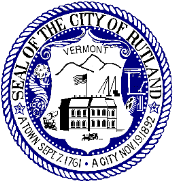 SEAL OF THE CITY OF RUTLAND
VERMONT
A TOWN SEPT. 7, 1761 • A CITY NOV. 19, 1892